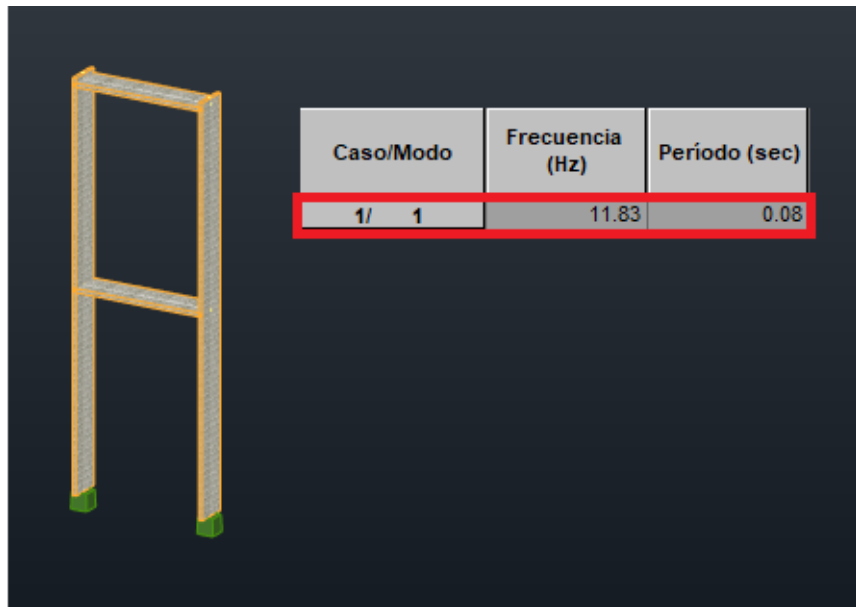 Caso/Modo
Frecuencia
(Hz)
Período (sec)
1/ 1
11.83
0.08